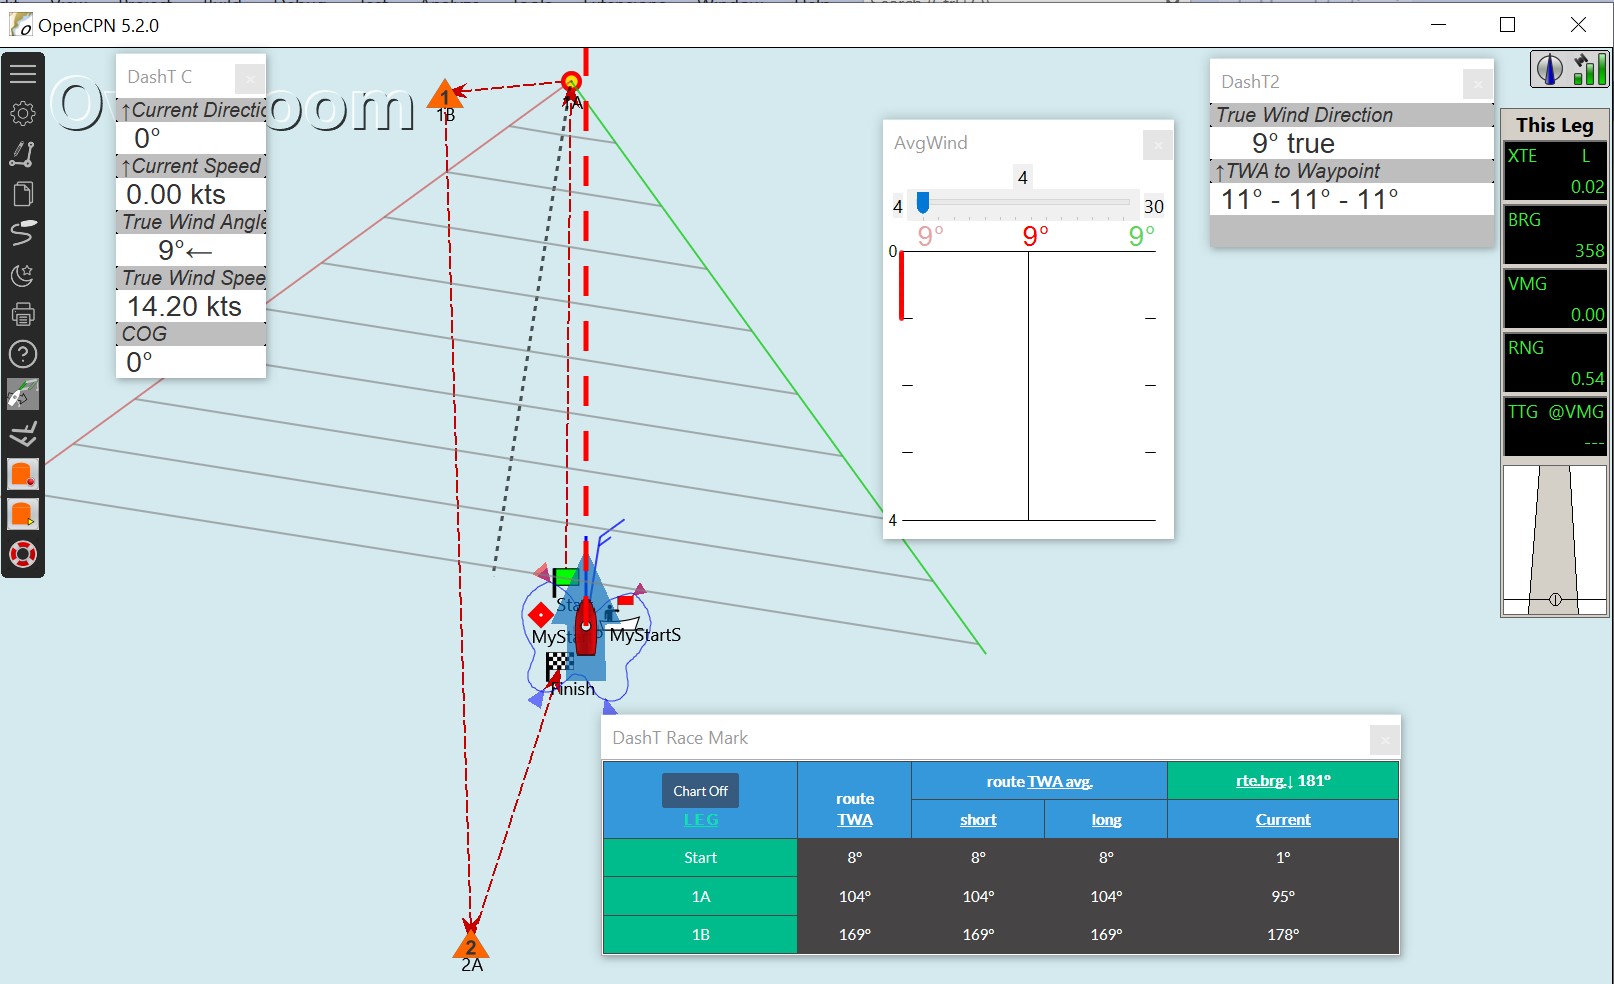 OpenCPN 5.2.0
DashT C
↑Current Directic
0°
↑Current Speed
0.00 kts
True Wind Angle
9°←
True Wind Spee
14.20 kts
COG
0°
oom
1
1B
1A
AvgWind
4
4
30
9°
9°
9°
0
4
DashT2
True Wind Direction
9° true
↑TWA to Waypoint
11° - 11° - 11°
This Leg
XTE L
0.02
BRG
358
VMG
0.00
RNG
0.54
TTG @VMG
---
Sta
MySta
P
MyStartS
Finish
2
2A
DashT Race Mark
Chart Off
LEG
route
TWA
route TWA avg.
short
long
rte.brg.↓ 181°
Current
Start 8° 8° 8° 1°
1A 104° 104° 104° 95°
1B 169° 169° 169° 178°